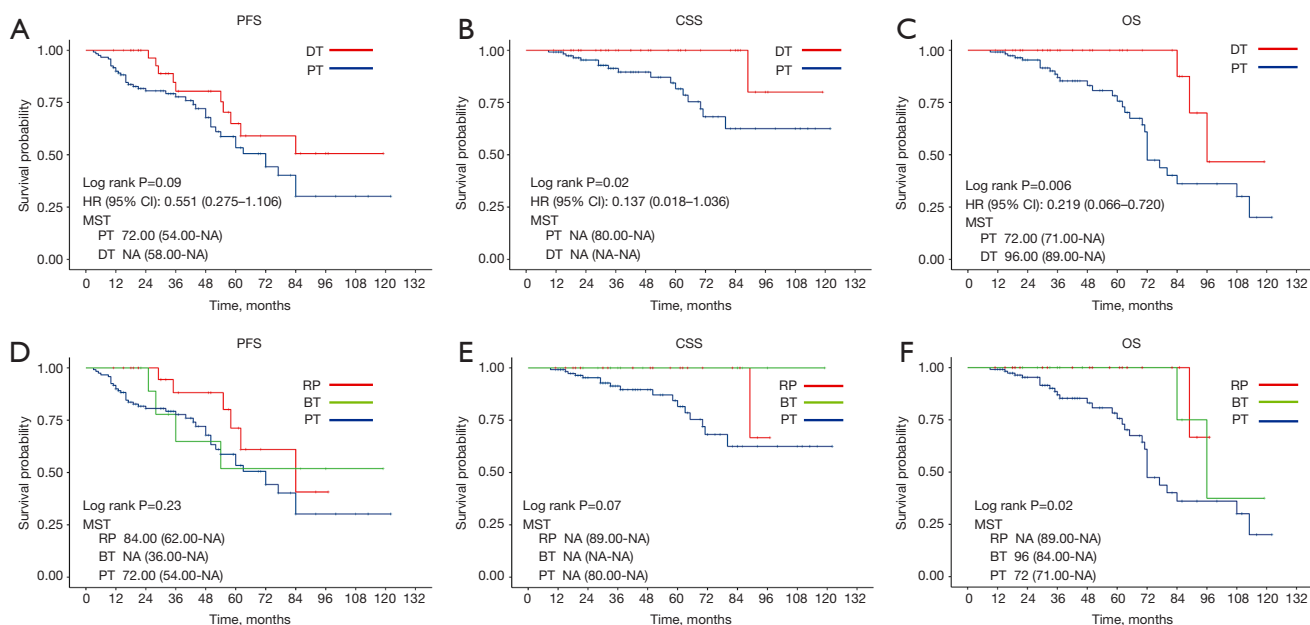 A
PFS
1.00
0.75
0.50
0.25
0.00
Survival probability
DT
PT
Log rank P=0.09
HR (95% CI): 0.551 (0.275–1.106)
MST
PT 72.00 (54.00-NA)
DT NA (58.00-NA)
0 12 24 36 48 60 72 84 96 108 120 132
Time, months
B
CSS
1.00
0.75
0.50
0.25
0.00
Survival probability
DT
PT
Log rank P=0.02
HR (95% CI): 0.137 (0.018–1.036)
MST
PT NA (80.00-NA)
DT NA (NA-NA)
0 12 24 36 48 60 72 84 96 108 120 132
Time, months
C
OS
1.00
0.75
0.50
0.25
0.00
Survival probability
DT
PT
Log rank P=0.006
HR (95% CI): 0.219 (0.066–0.720)
MST
PT 72.00 (71.00-NA)
DT 96.00 (89.00-NA)
0 12 24 36 48 60 72 84 96 108 120 132
Time, months
D
PFS
1.00
0.75
0.50
0.25
0.00
Survival probability
RP
BT
PT
Log rank P=0.23
MST
RP 84.00 (62.00-NA)
BT NA (36.00-NA)
PT 72.00 (54.00-NA)
0 12 24 36 48 60 72 84 96 108 120 132
Time, months
E
CSS
1.00
0.75
0.50
0.25
0.00
Survival probability
RP
BT
PT
Log rank P=0.07
MST
RP NA (89.00-NA)
BT NA (NA-NA)
PT NA (80.00-NA)
0 12 24 36 48 60 72 84 96 108 120 132
Time, months
F
OS
1.00
0.75
0.50
0.25
0.00
Survival probability
RP
BT
PT
Log rank P=0.02
MST
RP NA (89.00-NA)
BT 96 (84.00-NA)
PT 72 (71.00-NA)
0 12 24 36 48 60 72 84 96 108 120 132
Time, months